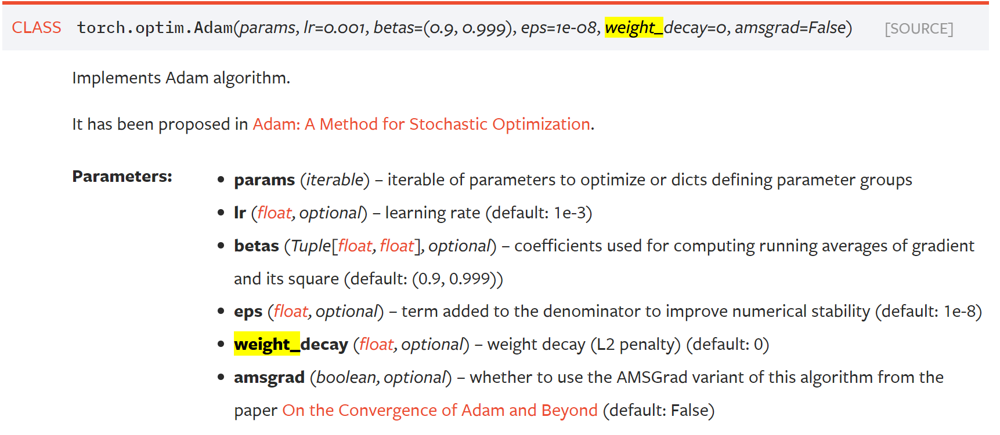 CLASS torch.optim.Adam(params, lr=0.001, betas=(0.9, 0.999), eps=1e-08, weight_decay=0, amsgrad=False) [SOURCE]
Implements Adam algorithm.
It has been proposed in Adam: A Method for Stochastic Optimization.
Parameters:
• params (iterable) – iterable of parameters to optimize or dicts defining parameter groups
• lr (float, optional) – learning rate (default: 1e-3)
• betas (Tuple[float, float], optional) – coefficients used for computing running averages of gradient
and its square (default: (0.9, 0.999))
• eps (float, optional) – term added to the denominator to improve numerical stability (default: 1e-8)
• weight_decay (float, optional) – weight decay (L2 penalty) (default: 0)
• amsgrad (boolean, optional) – whether to use the AMSGrad variant of this algorithm from the
paper On the Convergence of Adam and Beyond (default: False)